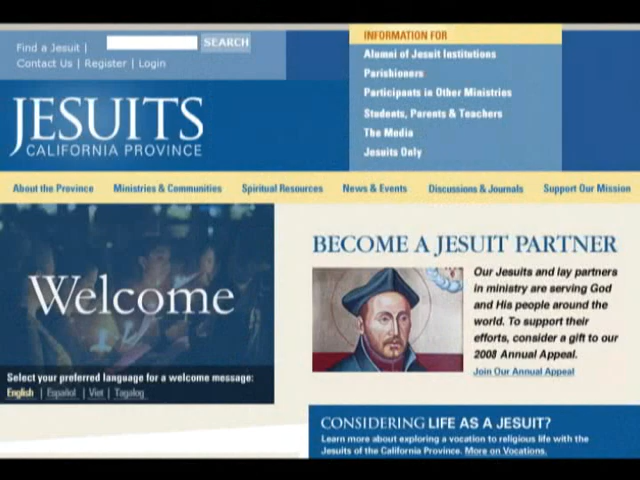 Find a Jesuit |
SEARCH
Contact Us | Register | Login
INFORMATION FOR
Alumni of Jesuit Institutions
Parishioners
Participants in Other Ministries
Students, Parents & Teachers
The Media
Jesuits Only
JESUITS
CALIFORNIA PROVINCE
About the Province Ministries & Communities Spiritual Resources News & Events Discussions & Journals Support Our Mission
Welcome
Select your preferred language for a welcome message:
English | Español | Viet | Tagalog
BECOME A JESUIT PARTNER
Our Jesuits and lay partners
in ministry are serving God
and His people around the
world. To support their
efforts, consider a gift to our
2008 Annual Appeal.
Join Our Annual Appeal
CONSIDERING LIFE AS A JESUIT?
Learn more about exploring a vocation to religious life with the
Jesuits of the California Province. More on Vocations.